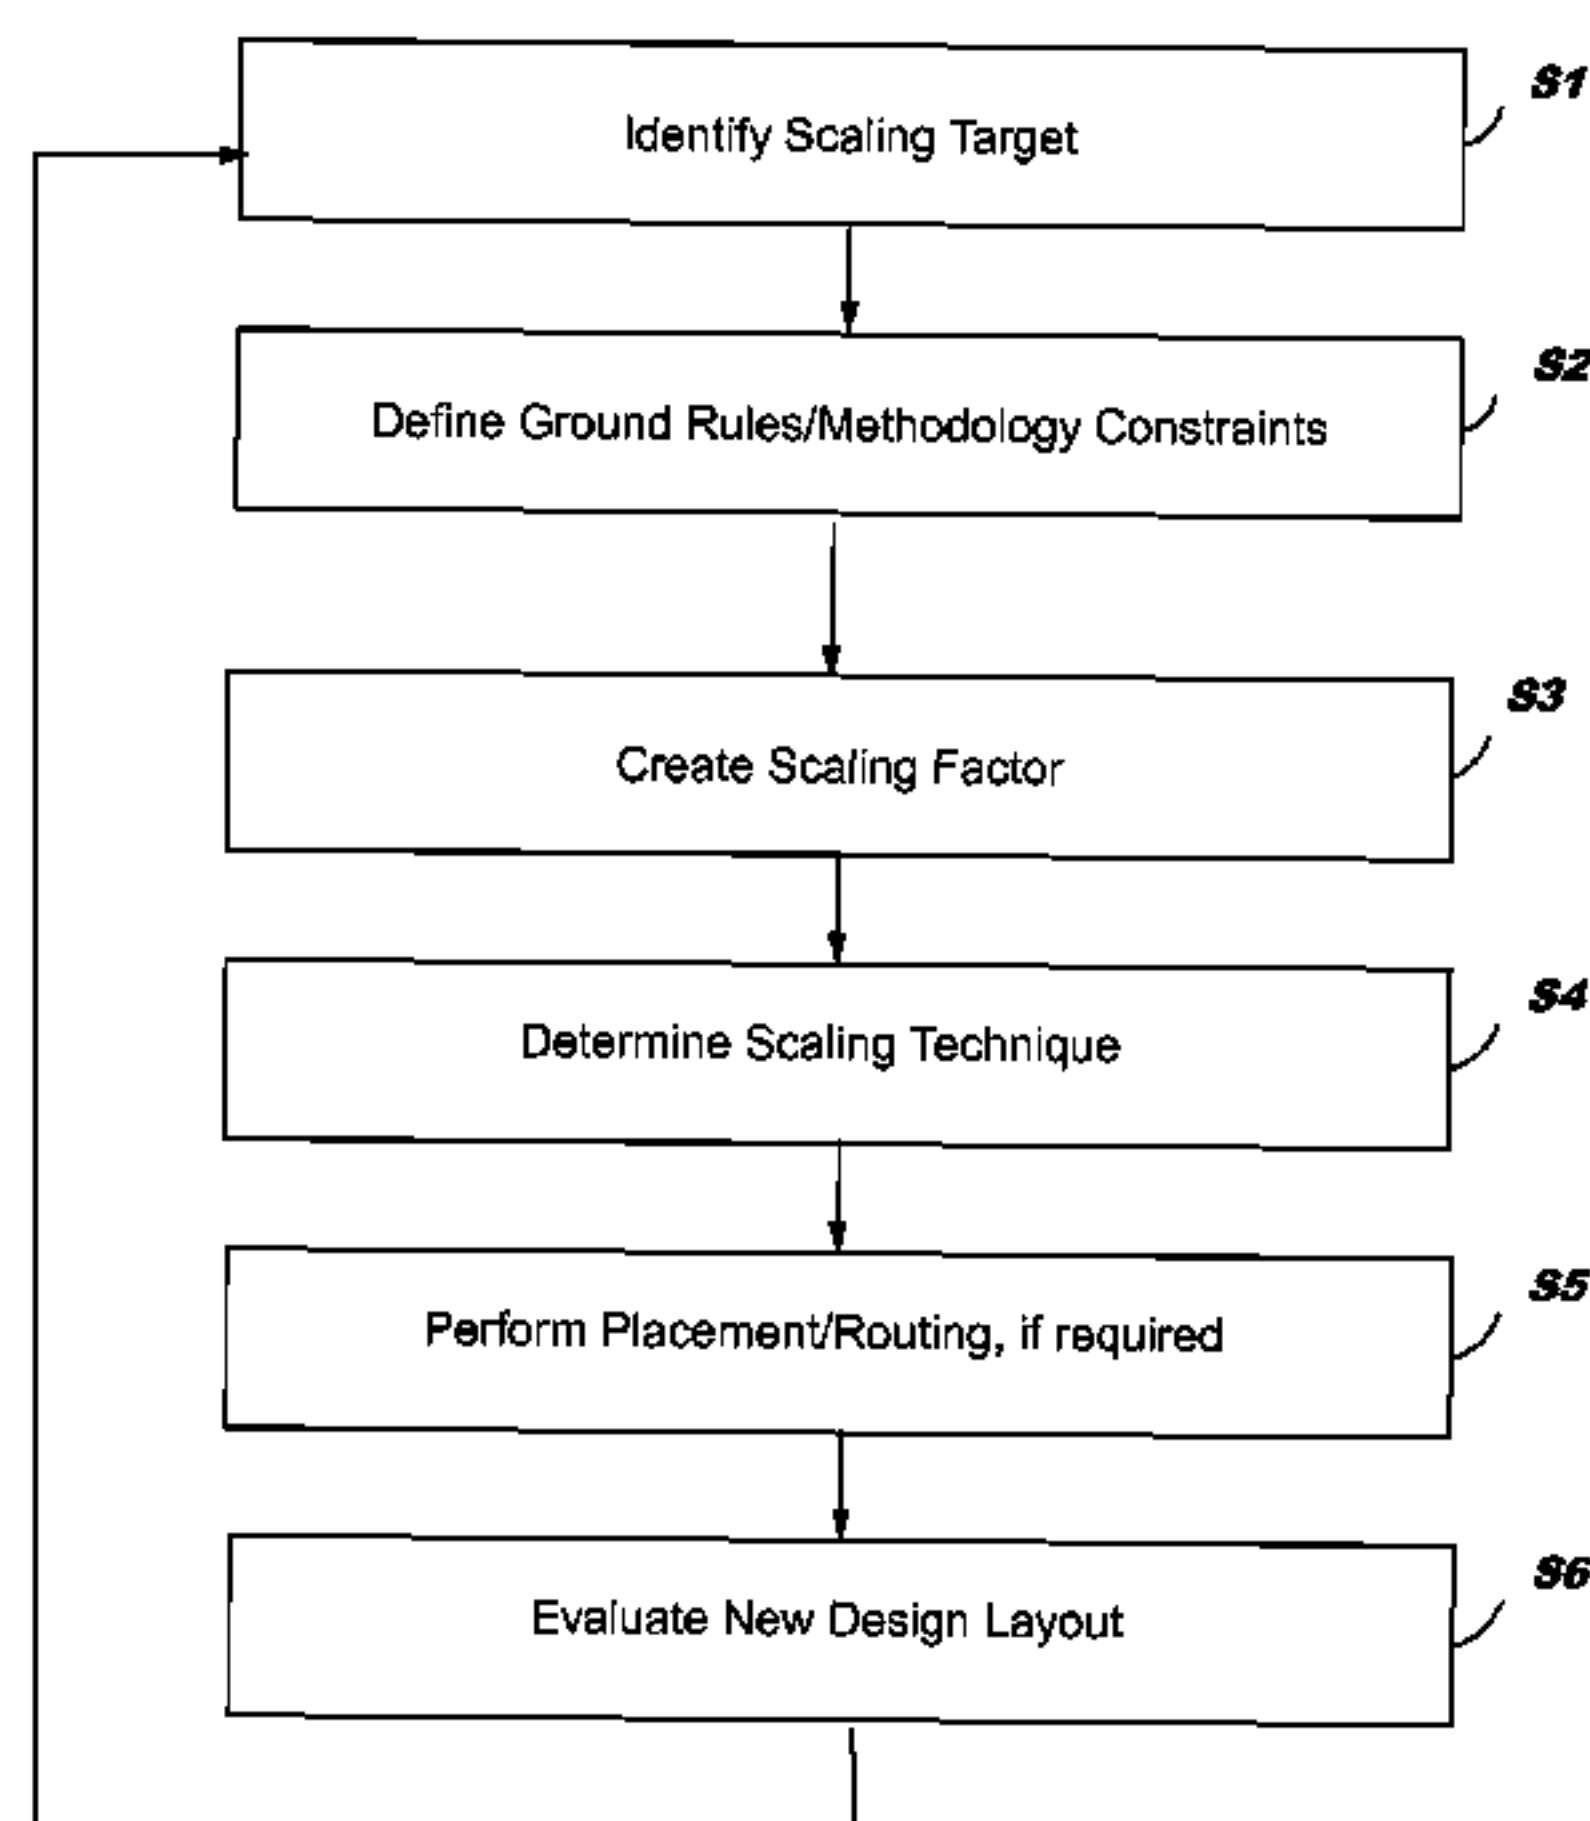 S1
Identify Scaling Target
S2
Define Ground Rules/Methodology Constraints
S3
Create Scaling Factor
S4
Determine Scaling Technique
S5
Perform Placement/Routing, if required
S6
Evaluate New Design Layout